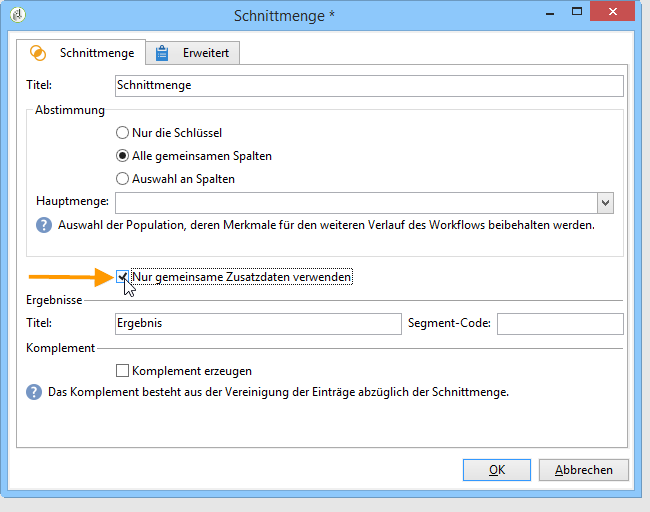 Schnittmenge *
Schnittmenge
Erweitert
Titel: Schnittmenge
Abstimmung
Nur die Schlüssel
Alle gemeinsamen Spalten
Auswahl an Spalten
Hauptmenge:
? Auswahl der Population, deren Merkmale für den weiteren Verlauf des Workflows beibehalten werden.
Nur gemeinsame Zusatzdaten verwenden
Ergebnisse
Titel: Ergebnis Segment-Code:
Komplement
Komplement erzeugen
? Das Komplement besteht aus der Vereinigung der Einträge abzüglich der Schnittmenge.
OK Abbrechen